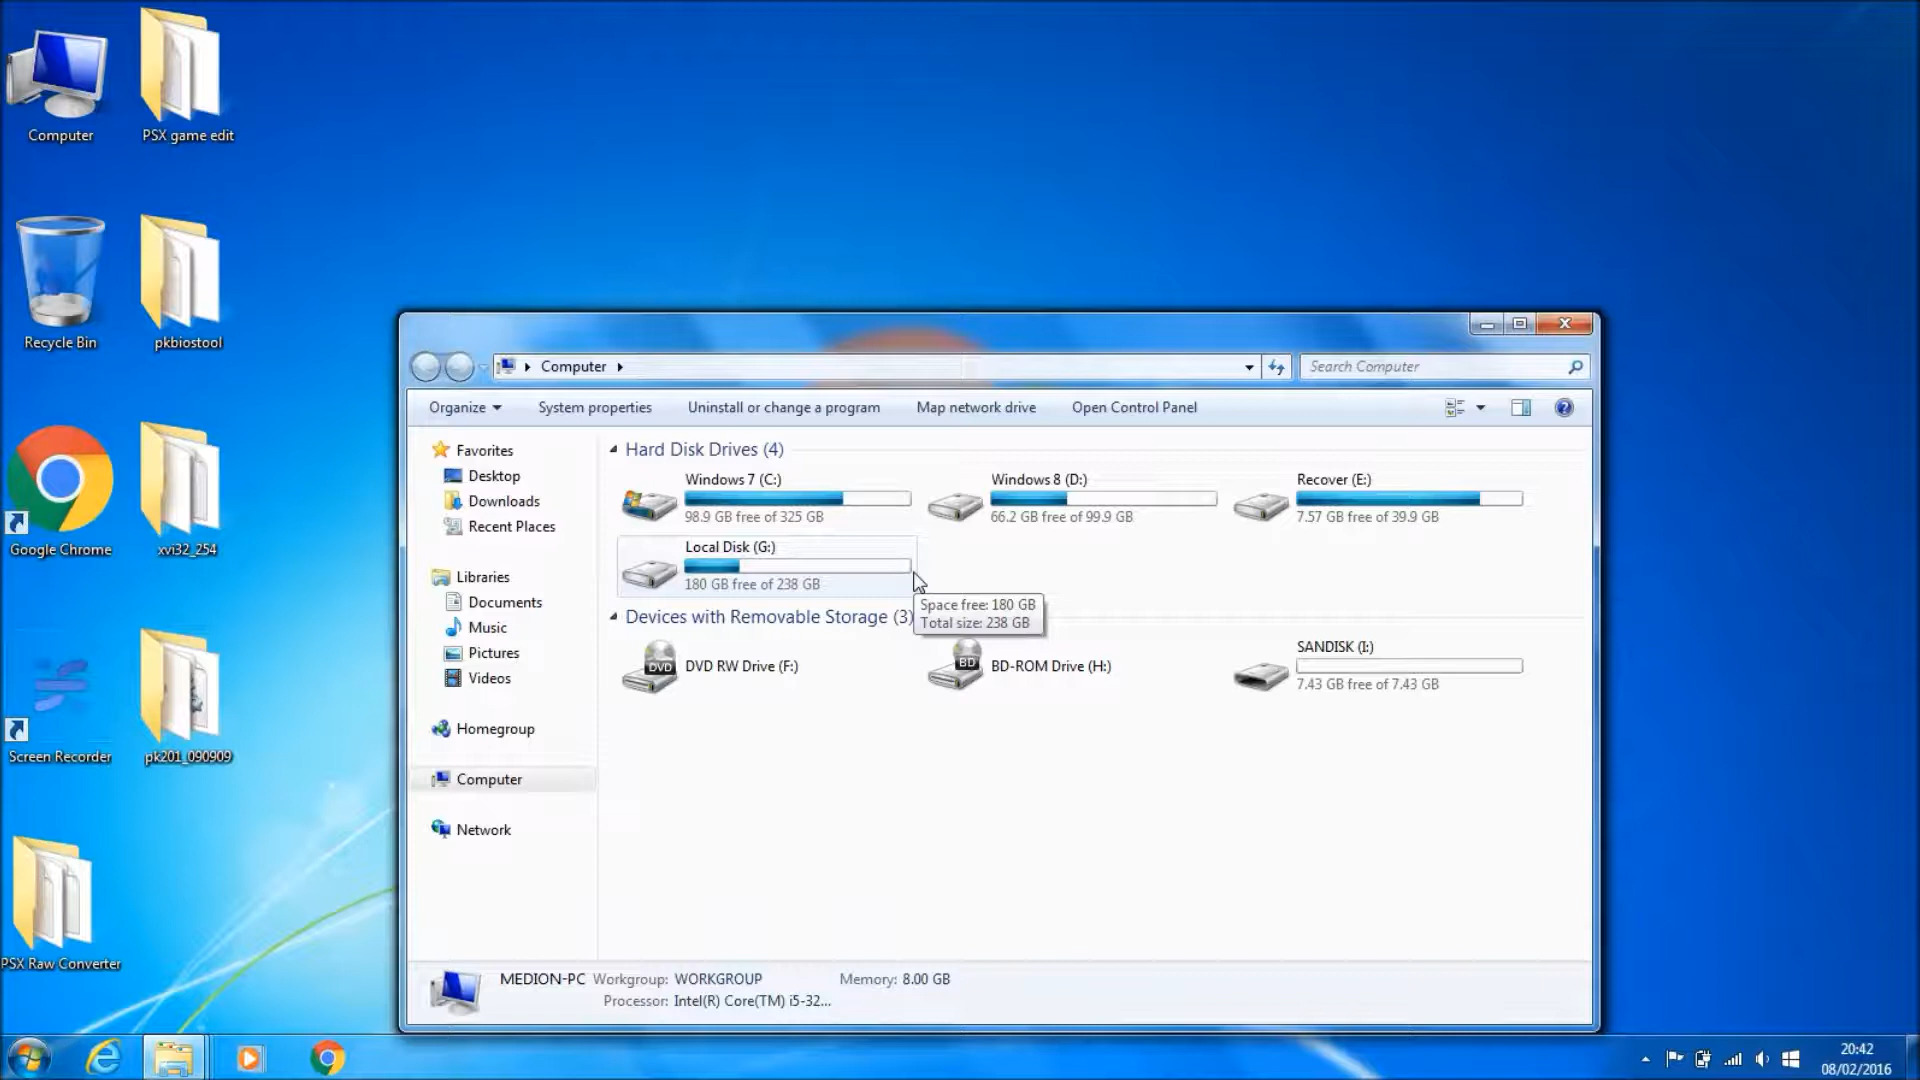 Computer
PSX game edit
Recycle Bin
pkbiostool
Google Chrome
xvi32_254
Screen Recorder
pk201_090909
PSX Raw Converter
Computer
Search Computer
Organize
System properties
Uninstall or change a program
Map network drive
Open Control Panel
Favorites
Desktop
Downloads
Recent Places
Libraries
Documents
Music
Pictures
Videos
Homegroup
Computer
Network
Hard Disk Drives (4)
Windows 7 (C:)
98.9 GB free of 325 GB
Windows 8 (D:)
66.2 GB free of 99.9 GB
Recover (E:)
7.57 GB free of 39.9 GB
Local Disk (G:)
180 GB free of 238 GB
Space free: 180 GB
Total size: 238 GB
Devices with Removable Storage (3)
DVD
DVD RW Drive (F:)
BD
BD-ROM Drive (H:)
SANDISK (I:)
7.43 GB free of 7.43 GB
MEDION-PC Workgroup: WORKGROUP Memory: 8.00 GB
Processor: Intel(R) Core(TM) i5-32...
20:42
08/02/2016